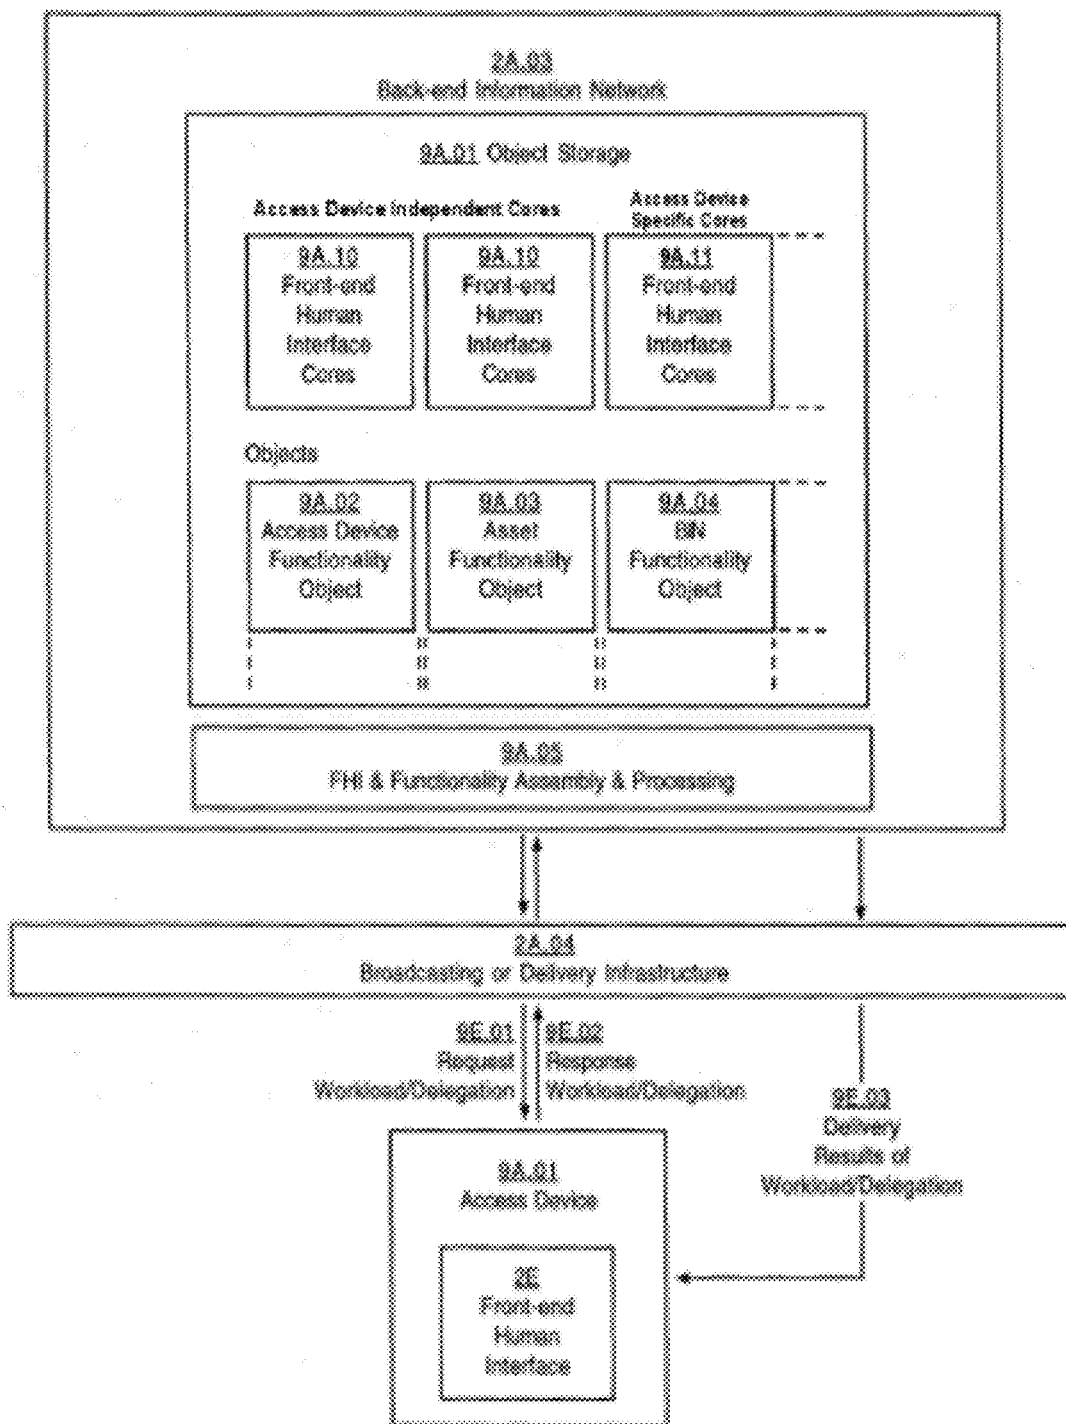 2A.03
Back-end Information Network
9A.01 Object Storage
Access Device Independent Cores
Access Device
Specific Cores
9A.10
Front-end
Human
Interface
Cores
9A.10
Front-end
Human
Interface
Cores
9A.11
Front-end
Human
Interface
Cores
Objects
9A.02
Access Device
Functionality
Object
9A.03
Asset
Functionality
Object
9A.04
BIN
Functionality
Object
9A.05
FHI & Functionality Assembly & Processing
2A.04
Broadcasting or Delivery Infrastructure
9E.01
Request
Workload/Delegation
9E.02
Response
Workload/Delegation
9E.03
Delivery
Results of
Workload/Delegation
9A.01
Access Device
2E
Front-end
Human
Interface